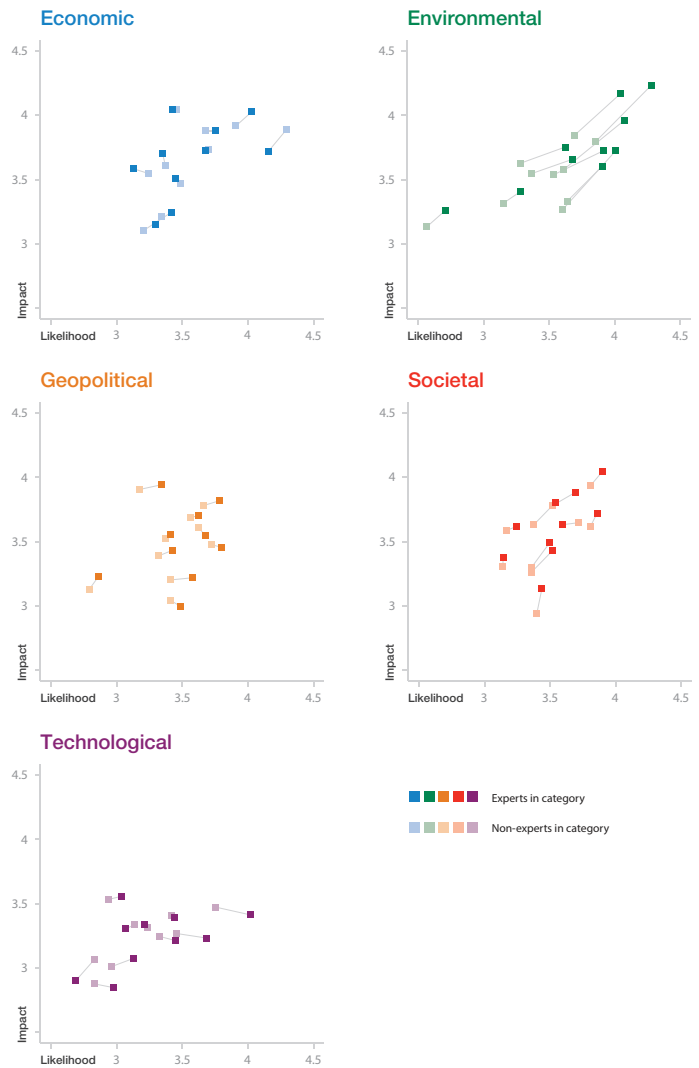 Economic
4.5
4
3.5
3
Impact
Likelihood 3 3.5 4 4.5
Environmental
4.5
4
3.5
3
Impact
Likelihood 3 3.5 4 4.5
Geopolitical
4.5
4
3.5
3
Impact
Likelihood 3 3.5 4 4.5
Societal
4.5
4
3.5
3
Impact
Likelihood 3 3.5 4 4.5
Technological
4.5
4
3.5
3
Impact
Likelihood 3 3.5 4 4.5
Experts in category
Non-experts in category